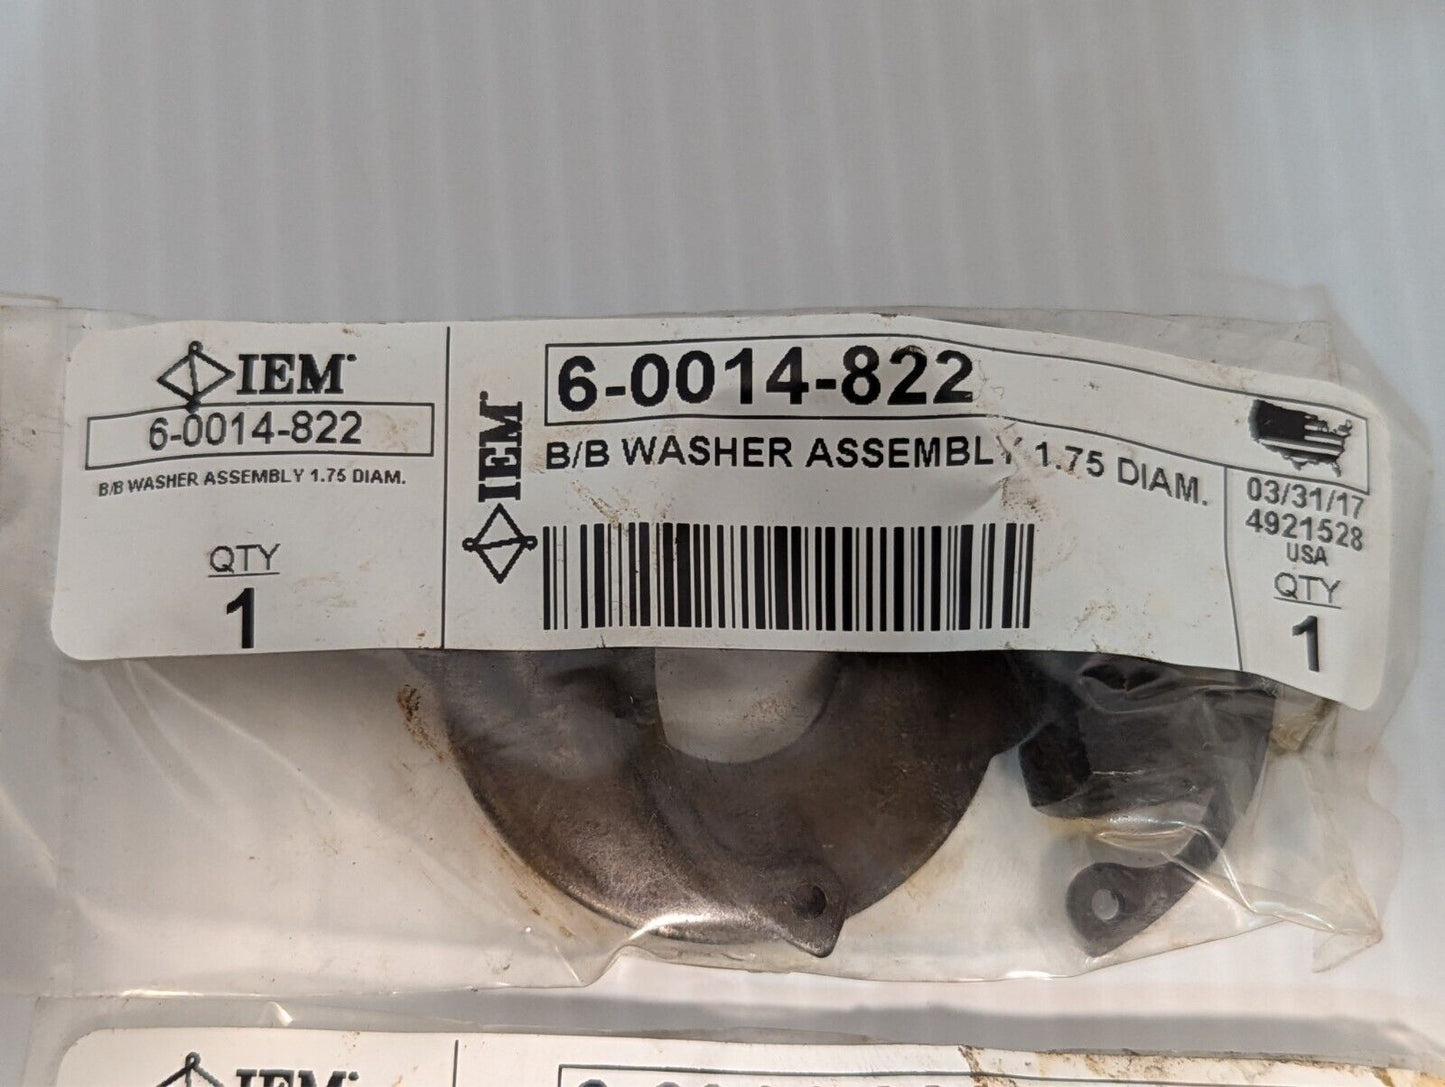 IEM
6-0014-822
B/B WASHER ASSEMBLY 1.75 DIAM.
QTY
1
IEM
6-0014-822
B/B WASHER ASSEMBLY 1.75 DIAM.
03/31/17
4921528
USA
QTY
1
IEM